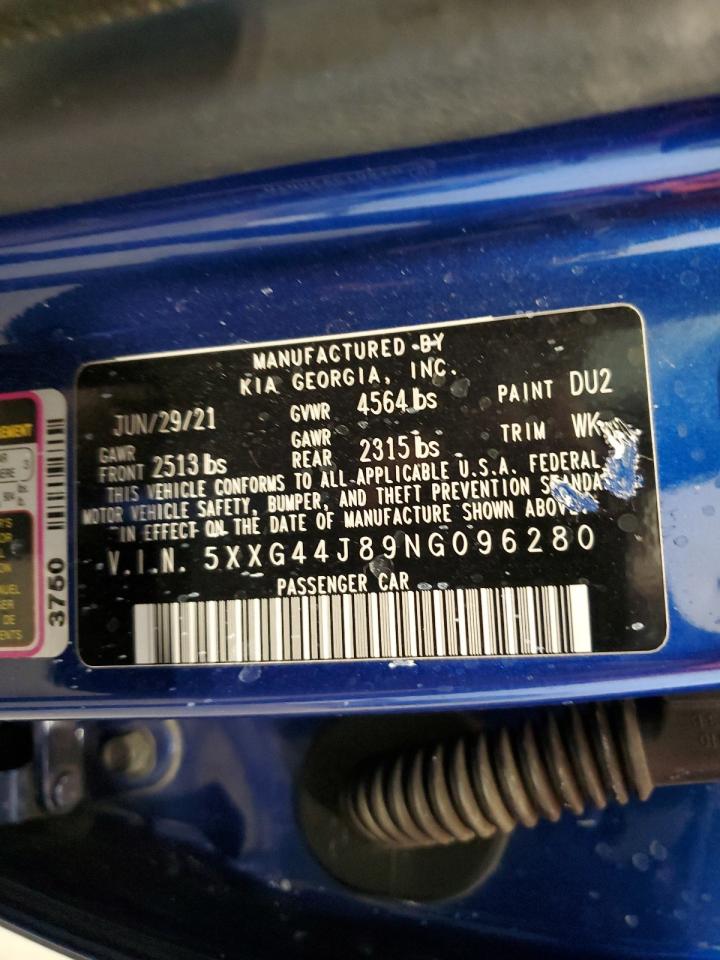 MANUFACTURED BY
KIA GEORGIA, INC.
JUN/29/21 GVWR 4564 lbs PAINT DU2
GAWR FRONT 2513 lbs GAWR REAR 2315 lbs TRIM WK
THIS VEHICLE CONFORMS TO ALL APPLICABLE U.S.A. FEDERAL
MOTOR VEHICLE SAFETY, BUMPER, AND THEFT PREVENTION
IN EFFECT ON THE DATE OF MANUFACTURE SHOWN
V.I.N. 5XXG44J89NG096280
PASSENGER CAR
3750